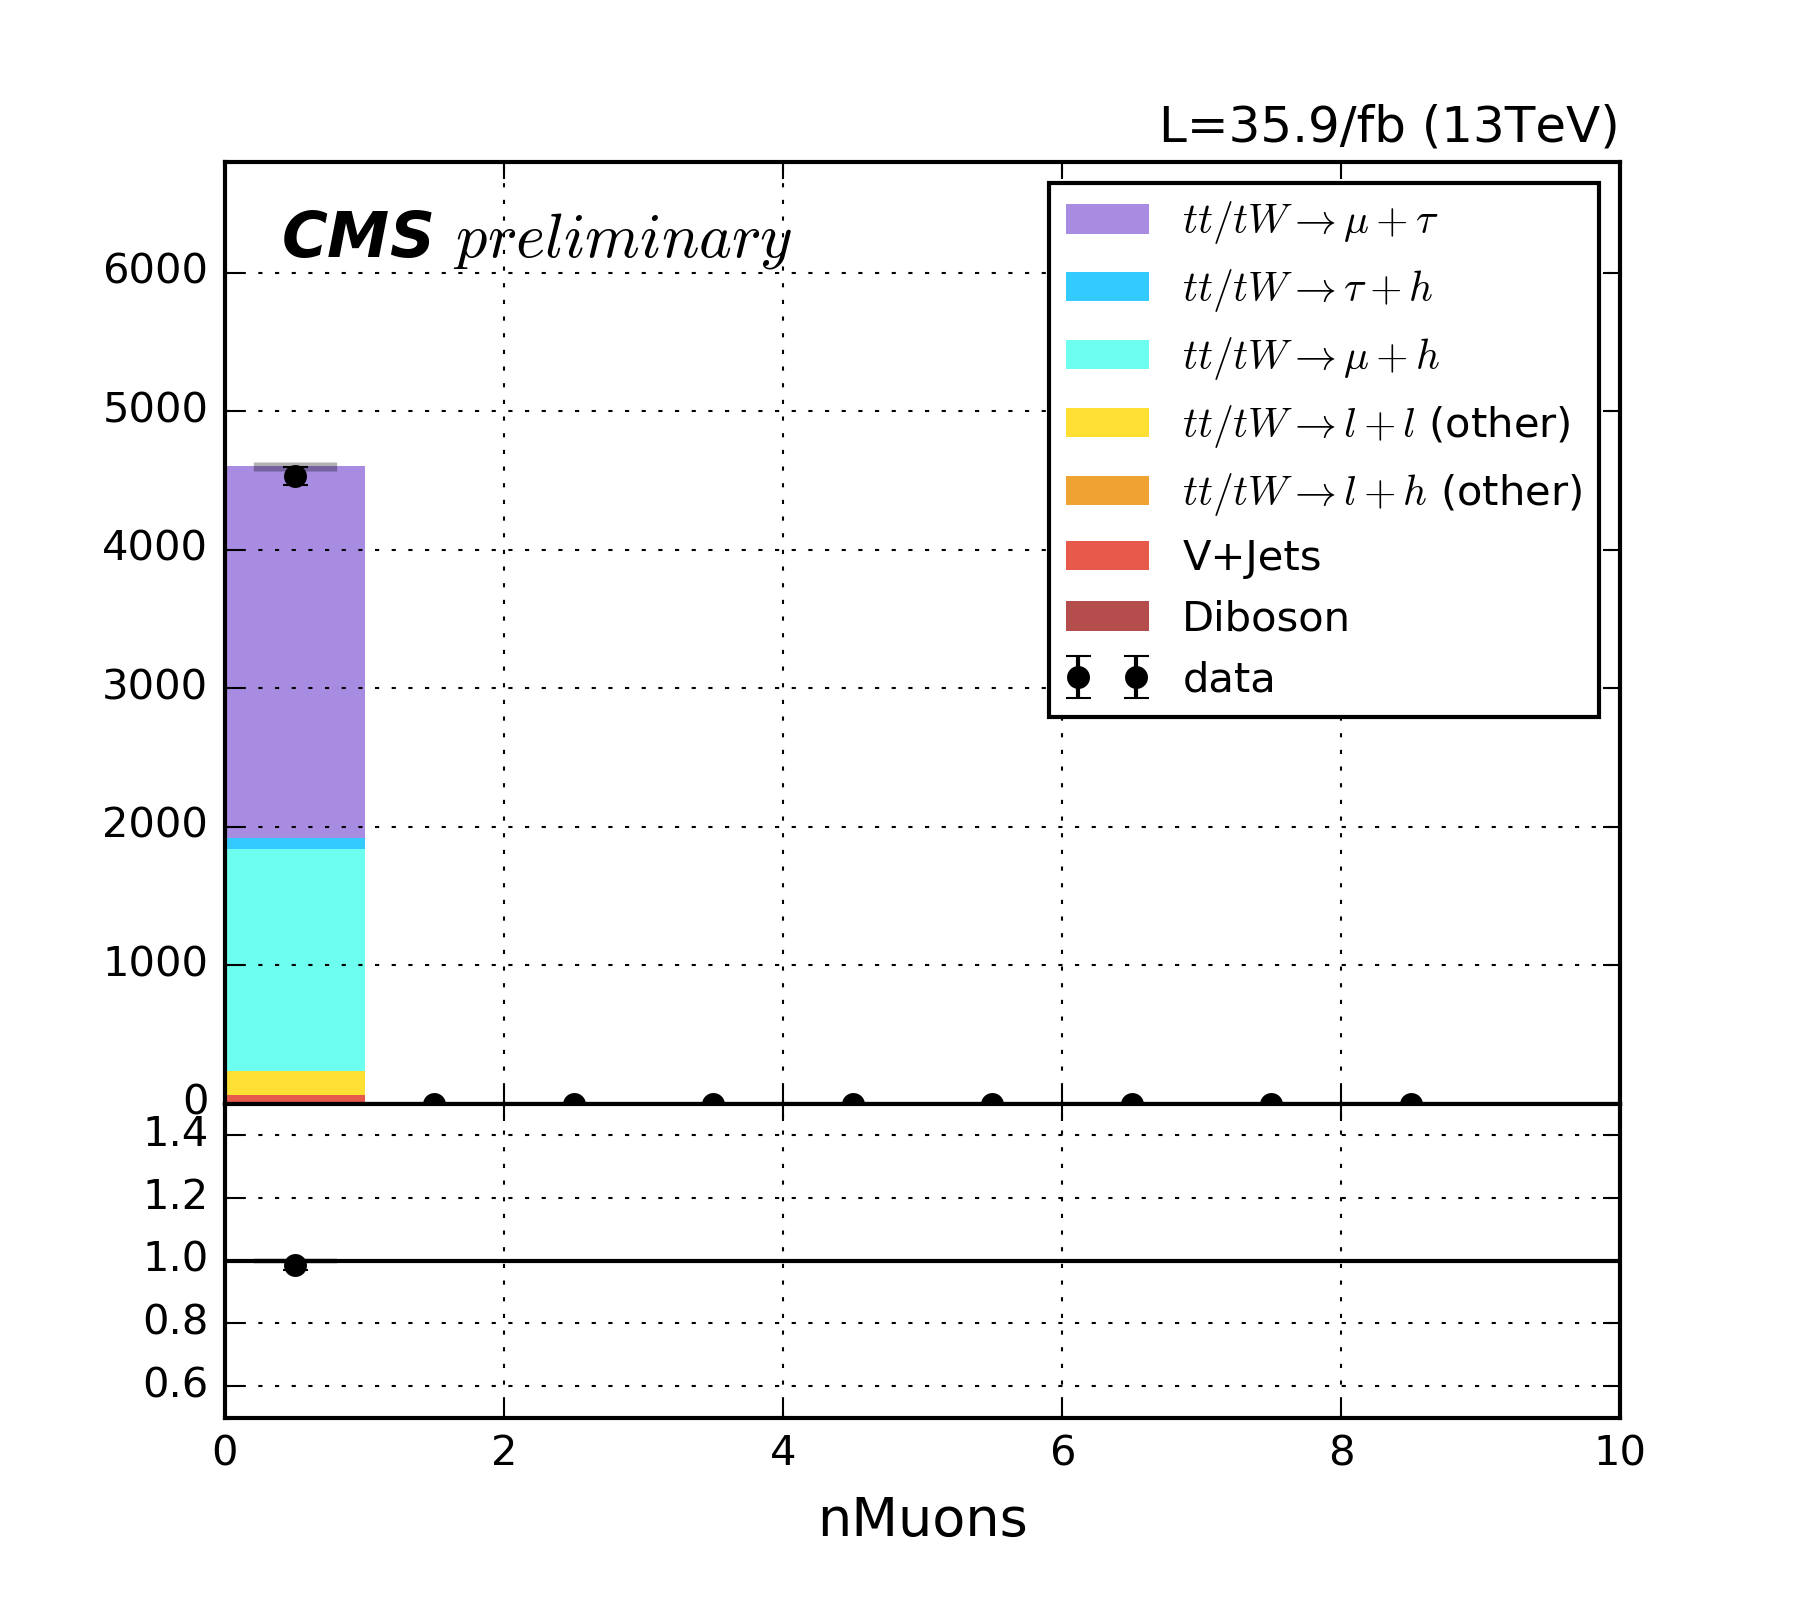 L=35.9/fb (13TeV)
CMS preliminary
tt/tW→μ+τ
tt/tW→τ+h
tt/tW→μ+h
tt/tW→l+l (other)
tt/tW→l+h (other)
V+Jets
Diboson
data
6000
5000
4000
3000
2000
1000
0
1.4
1.2
1.0
0.8
0.6
0 2 4 6 8 10
nMuons